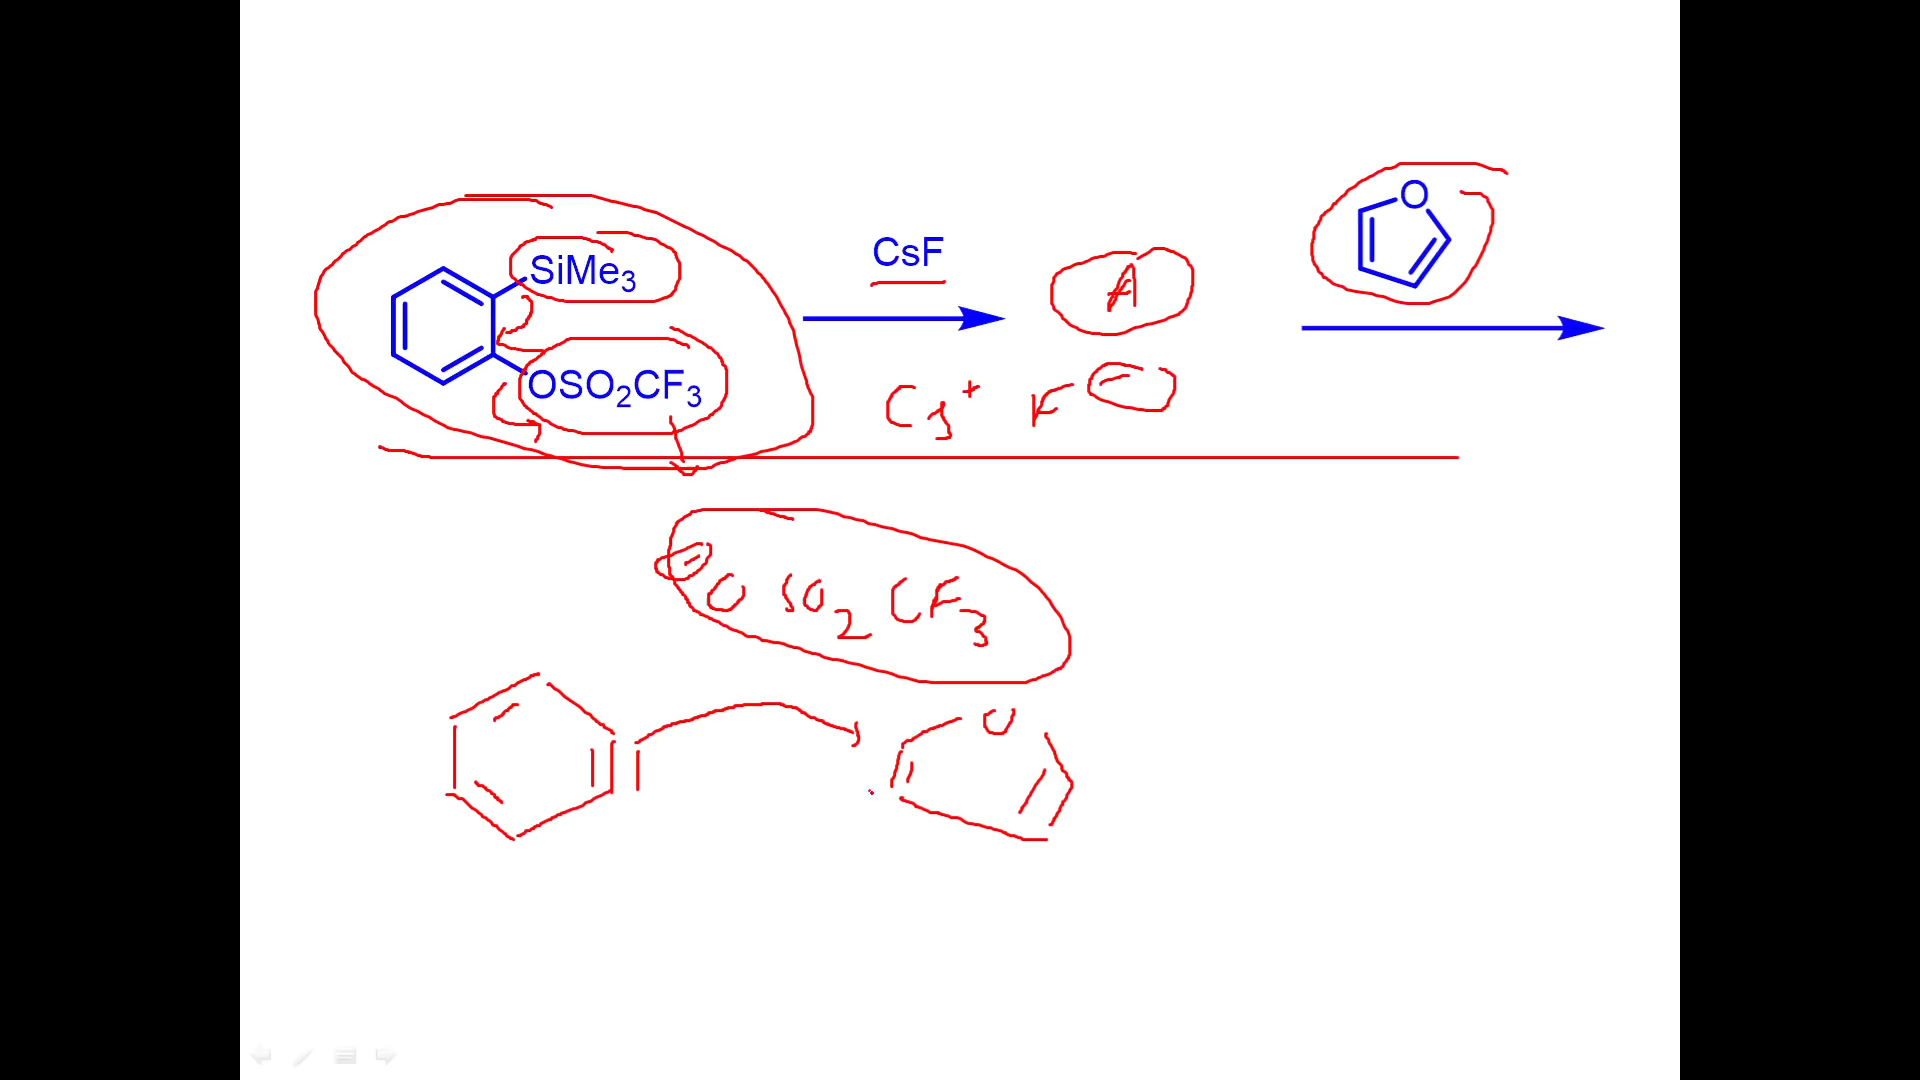 O
SiMe3
CsF
A
OSO2CF3
Cs+ F-
-O SO2 CF3
O